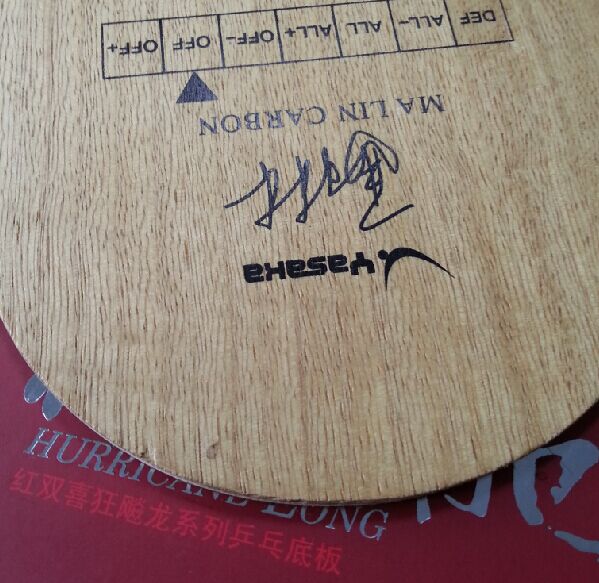 Yasaka
MA LIN CARBON
DEF ALL- ALL ALL+ OFF- OFF OFF+
HURRICANE LONG
红双喜狂飚龙系列乒乓底板